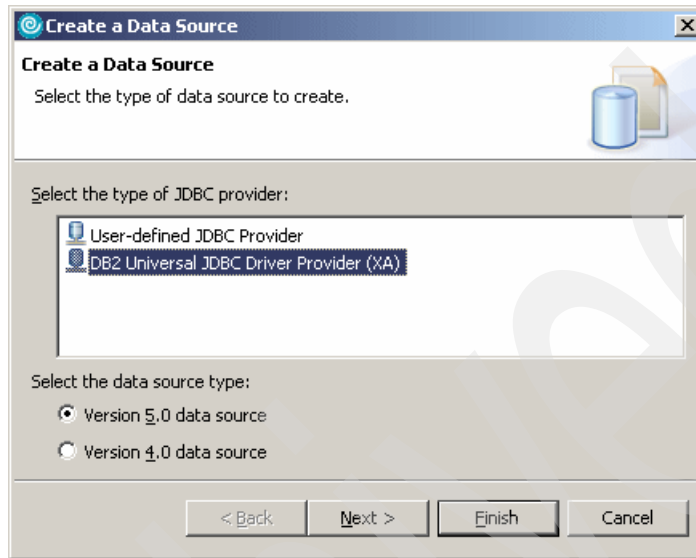 Create a Data Source
Create a Data Source
Select the type of data source to create.
Select the type of JDBC provider:
User-defined JDBC Provider
DB2 Universal JDBC Driver Provider (XA)
Select the data source type:
Version 5.0 data source
Version 4.0 data source
< Back Next > Finish Cancel